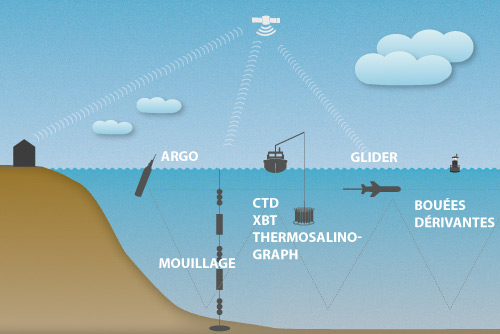 ARGO
GLIDER
CTD
XBT
THERMOSALINO-
GRAPH
BOUÉES
DÉRIVANTES
MOUILLAGE